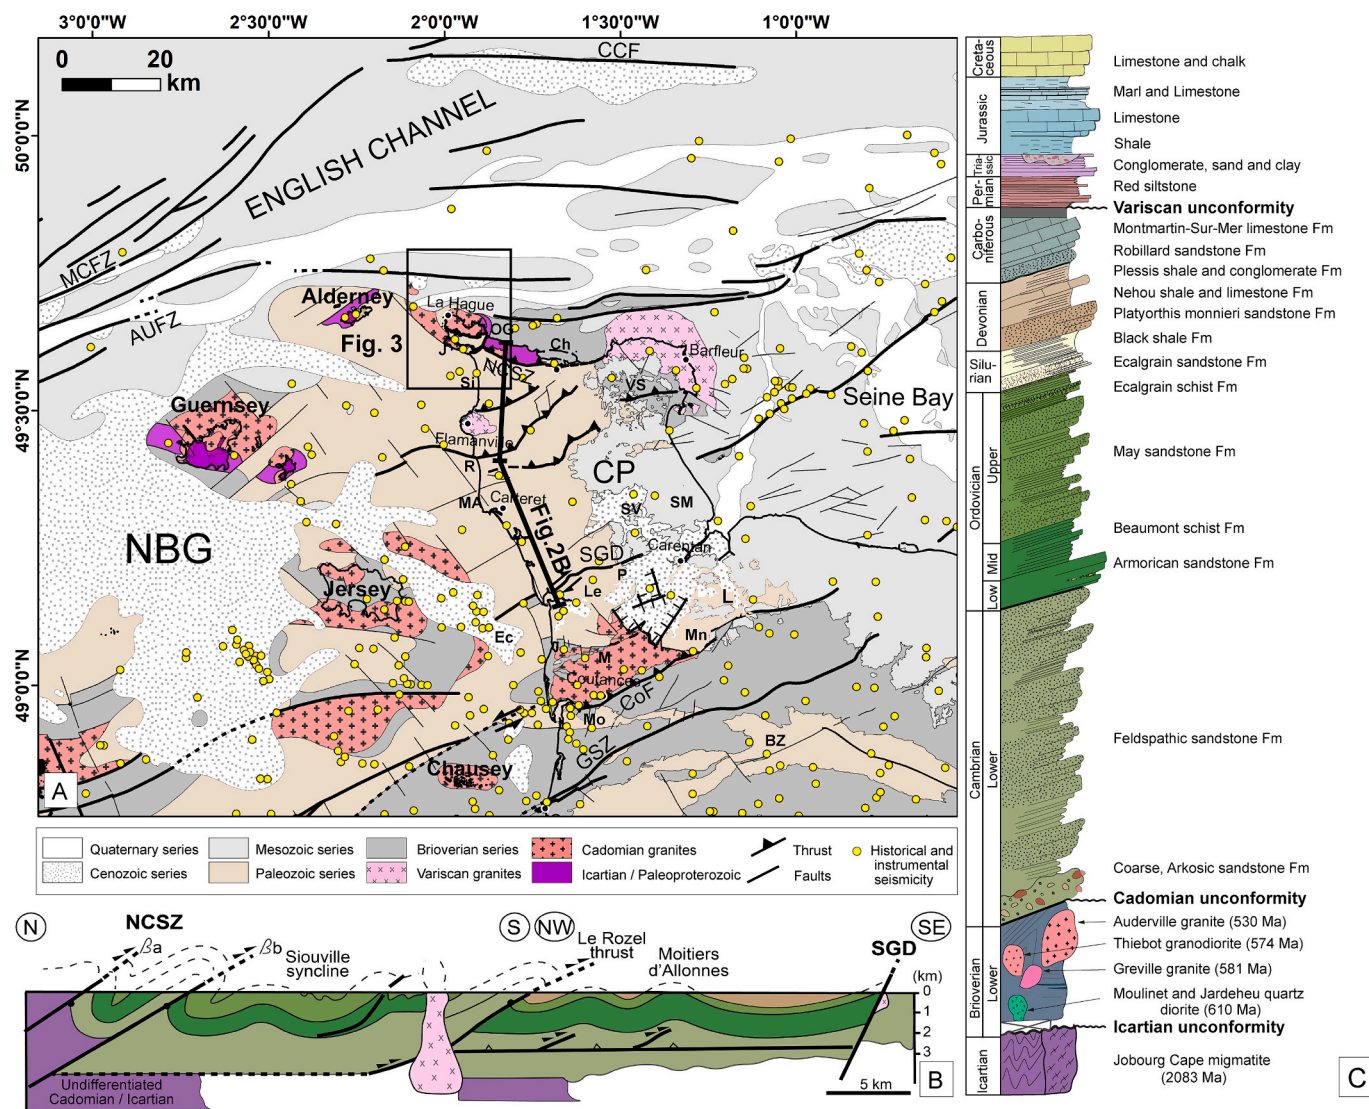 3°0'0"W 2°30'0"W 2°0'0"W 1°30'0"W 1°0'0"W
50°0'0"N
49°30'0"N
49°0'0"N
0 20
km
CCF
ENGLISH CHANNEL
MCFZ
AUFZ
Alderney
La Hague
Fig. 3
OG
Ch
J
NCSZ
Barfleur
Si
VS
Seine Bay
Guernsey
Flamanville
R
CP
MA
Carteret
SV
SM
NBG
Fig.2B
SGD
Carentan
P
Jersey
Le
L
Ec
Mn
M
Coutances
CoF
Mo
GSZ
BZ
Chausey
A
Quaternary series
Mesozoic series
Brioverian series
Cadomian granites
Thrust
Historical and
instrumental
seismicity
Cenozoic series
Paleozoic series
Variscan granites
Icartian / Paleoproterozoic
Faults
N
NCSZ
S
NW
SE
βa
βb
Siouville
syncline
Le Rozel
thrust
Moitiers
d'Allonnes
SGD
(km)
0
1
2
3
Undifferentiated
Cadomian / Icartian
5 km
B
Creta-
ceous
Limestone and chalk
Jurassic
Marl and Limestone
Limestone
Shale
Tria-
ssic
Conglomerate, sand and clay
Per-
mian
Red siltstone
Variscan unconformity
Carbo-
niferous
Montmartin-Sur-Mer limestone Fm
Robillard sandstone Fm
Plessis shale and conglomerate Fm
Devonian
Nehou shale and limestone Fm
Platyorthis monnieri sandstone Fm
Black shale Fm
Silu-
rian
Ecalgrain sandstone Fm
Ecalgrain schist Fm
Ordovician
Upper
May sandstone Fm
Beaumont schist Fm
Mid
Armorican sandstone Fm
Low
Cambrian
Lower
Feldspathic sandstone Fm
Coarse, Arkosic sandstone Fm
Cadomian unconformity
Brioverian
Lower
Auderville granite (530 Ma)
Thiebot granodiorite (574 Ma)
Greville granite (581 Ma)
Moulinet and Jardeheu quartz
diorite (610 Ma)
Icartian unconformity
Icartian
Jobourg Cape migmatite
(2083 Ma)
C